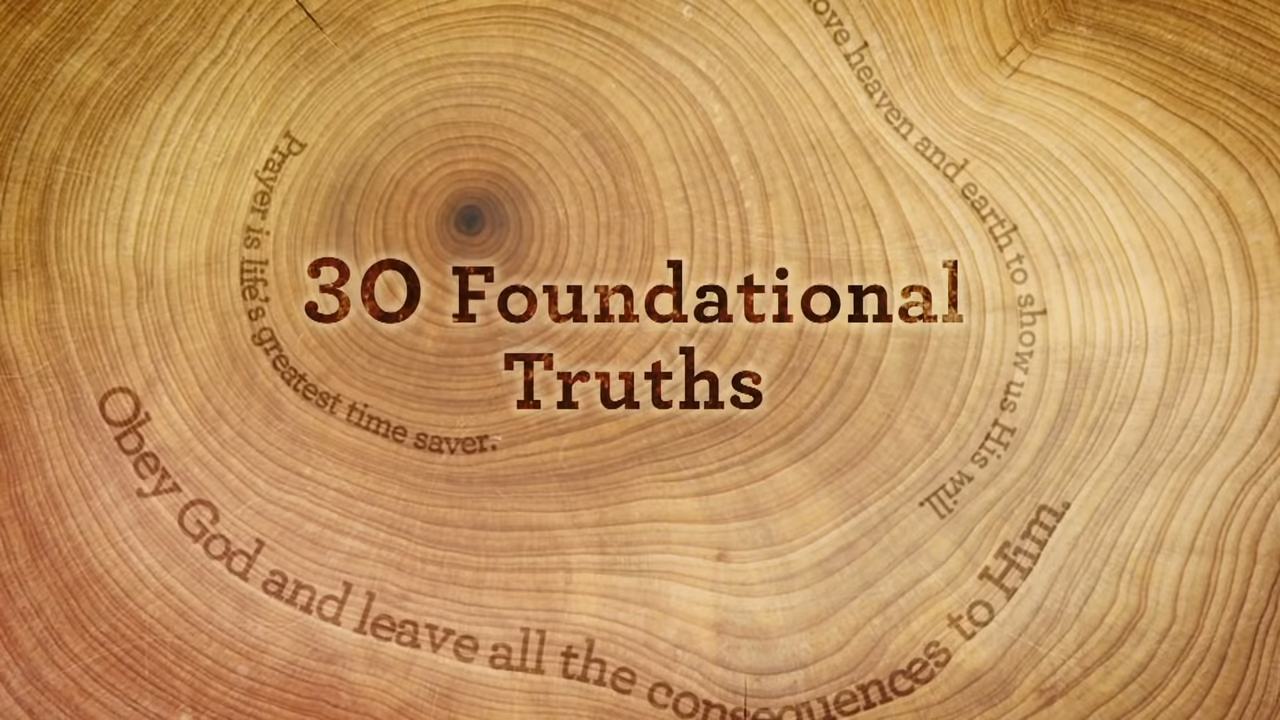 30 Foundational
Truths
Prayer is life's greatest time saver.
heaven and earth to show us His will.
Obey God and leave all the consequences to Him.